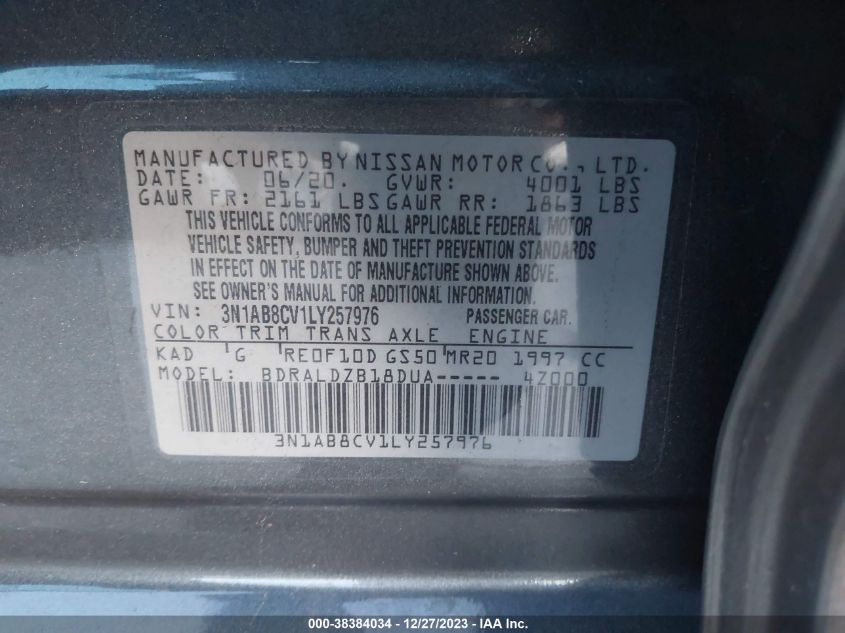 MANUFACTURED BY NISSAN MOTOR CO., LTD.
DATE: 06/20. GVWR: 4001 LBS
GAWR FR: 2161 LBS GAWR RR: 1863 LBS
THIS VEHICLE CONFORMS TO ALL APPLICABLE FEDERAL MOTOR
VEHICLE SAFETY, BUMPER AND THEFT PREVENTION STANDARDS
IN EFFECT ON THE DATE OF MANUFACTURE SHOWN ABOVE.
SEE OWNER'S MANUAL FOR ADDITIONAL INFORMATION.
VIN: 3N1AB8CV1LY257976 PASSENGER CAR.
COLOR TRIM TRANS AXLE ENGINE
KAD G RE0F10D GS50 MR20 1997 CC
MODEL: BDRALDZB18DUA----- 4Z000
3N1AB8CV1LY257976
000-38384034 - 12/27/2023 - IAA Inc.